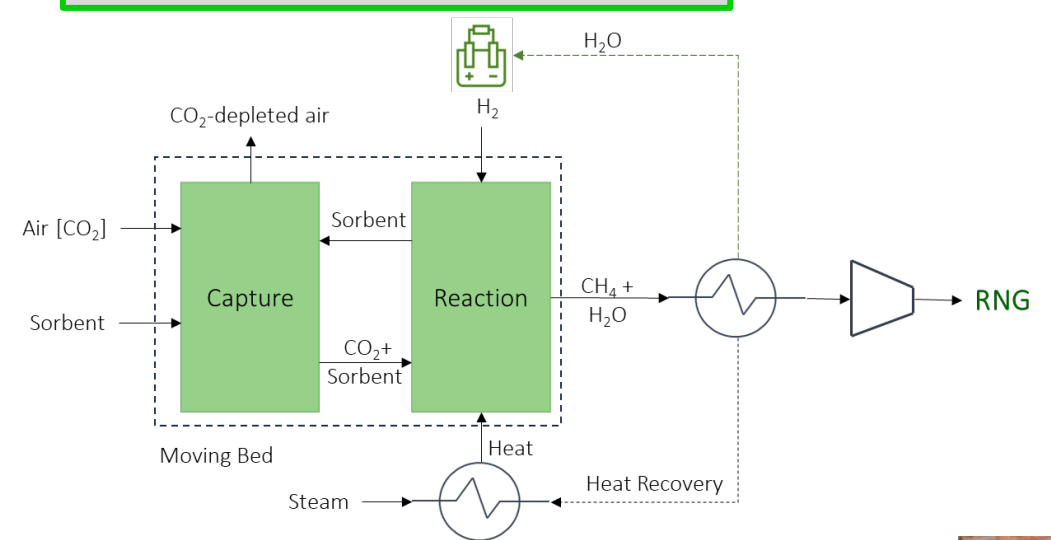 H₂O
+ −
H₂
CO₂-depleted air
Air [CO₂]
Sorbent
Capture
Sorbent
CO₂+
Sorbent
Reaction
CH₄ +
H₂O
RNG
Moving Bed
Heat
Steam
Heat Recovery